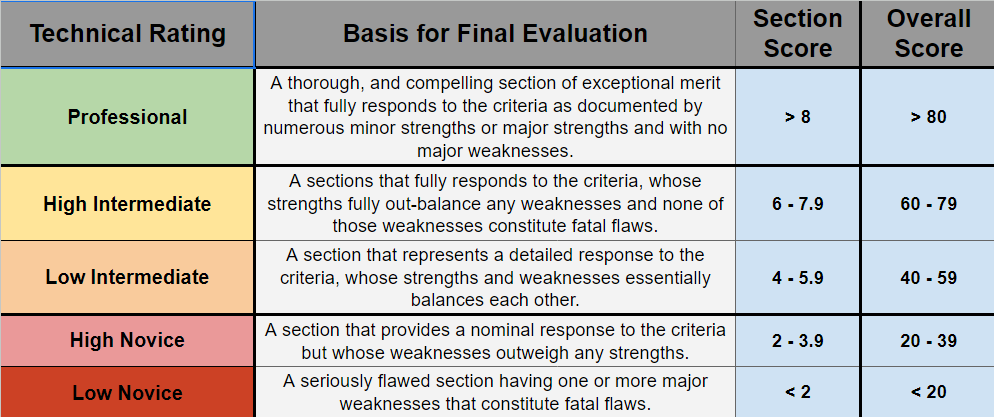 Technical Rating
Basis for Final Evaluation
Section
Score
Overall
Score
Professional
A thorough, and compelling section of exceptional merit
that fully responds to the criteria as documented by
numerous minor strengths or major strengths and with no
major weaknesses.
> 8
> 80
High Intermediate
A sections that fully responds to the criteria, whose
strengths fully out-balance any weaknesses and none of
those weaknesses constitute fatal flaws.
6 - 7.9
60 - 79
Low Intermediate
A section that represents a detailed response to the
criteria, whose strengths and weaknesses essentially
balances each other.
4 - 5.9
40 - 59
High Novice
A section that provides a nominal response to the criteria
but whose weaknesses outweigh any strengths.
2 - 3.9
20 - 39
Low Novice
A seriously flawed section having one or more major
weaknesses that constitute fatal flaws.
< 2
< 20